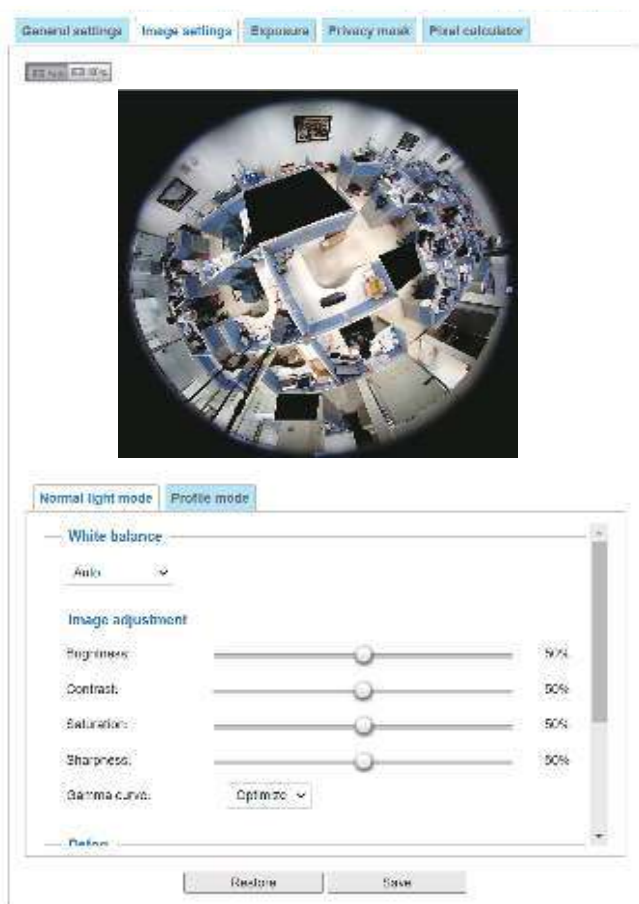 General settings Image settings Exposure Privacy mask Pixel calculator
Normal light mode Profile mode
White balance
Auto
Image adjustment
Brightness: 50%
Contrast: 50%
Saturation: 50%
Sharpness: 50%
Gamma curve: Optimize
Defog
Restore Save